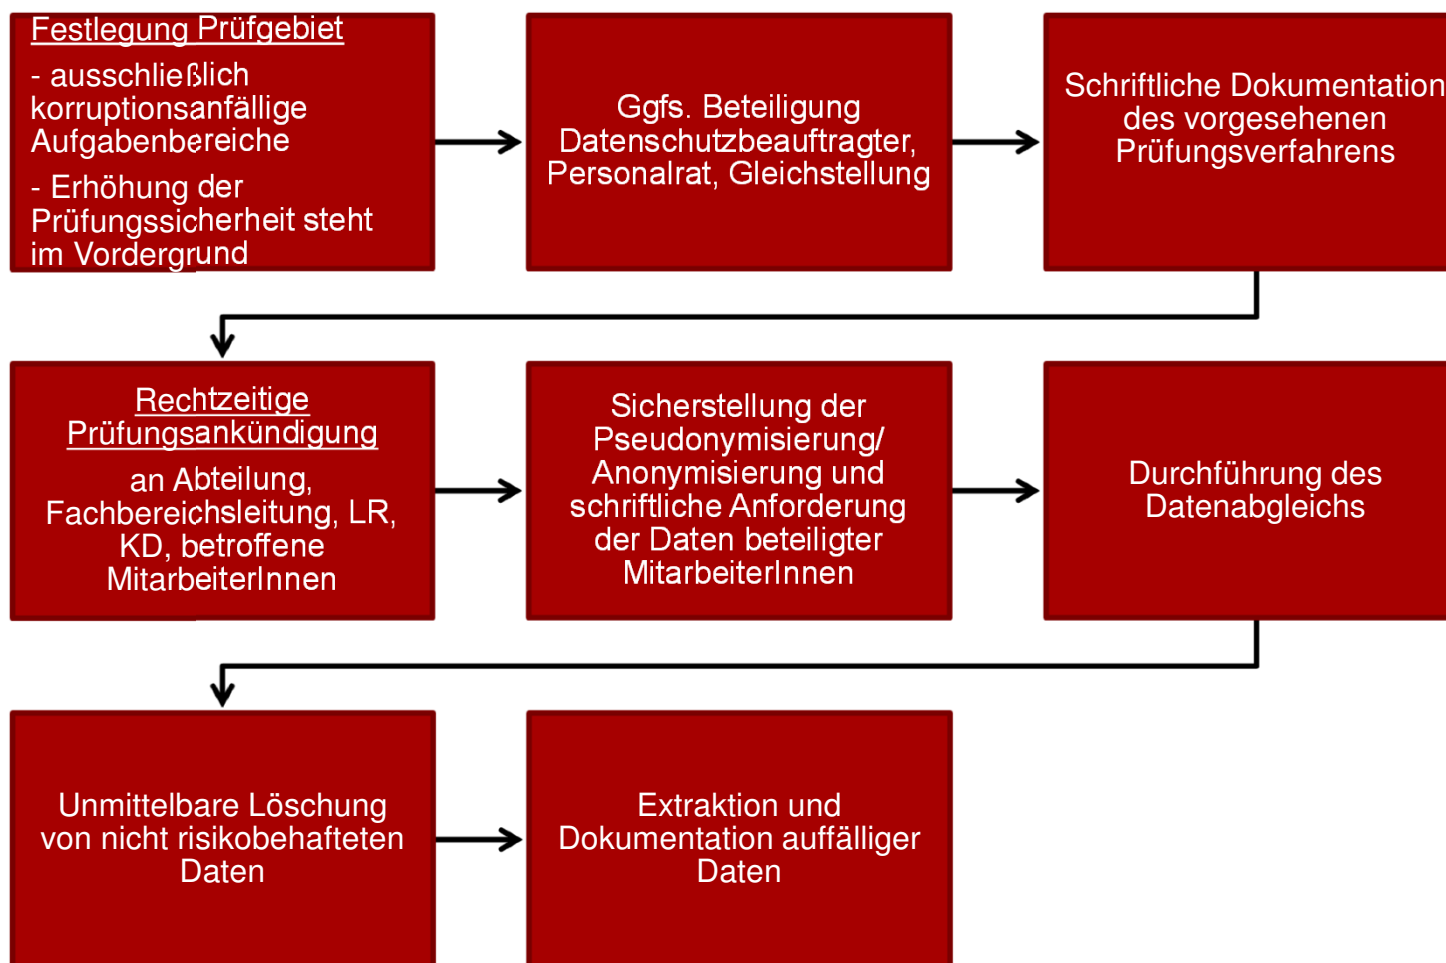 Festlegung Prüfgebiet
- ausschließlich
korruptionsanfällige
Aufgabenbereiche
- Erhöhung der
Prüfungssicherheit steht
im Vordergrund
Ggfs. Beteiligung
Datenschutzbeauftragter,
Personalrat, Gleichstellung
Schriftliche Dokumentation
des vorgesehenen
Prüfungsverfahrens
Rechtzeitige
Prüfungsankündigung
an Abteilung,
Fachbereichsleitung, LR,
KD, betroffene
MitarbeiterInnen
Sicherstellung der
Pseudonymisierung/
Anonymisierung und
schriftliche Anforderung
der Daten beteiligter
MitarbeiterInnen
Durchführung des
Datenabgleichs
Unmittelbare Löschung
von nicht risikobehafteten
Daten
Extraktion und
Dokumentation auffälliger
Daten